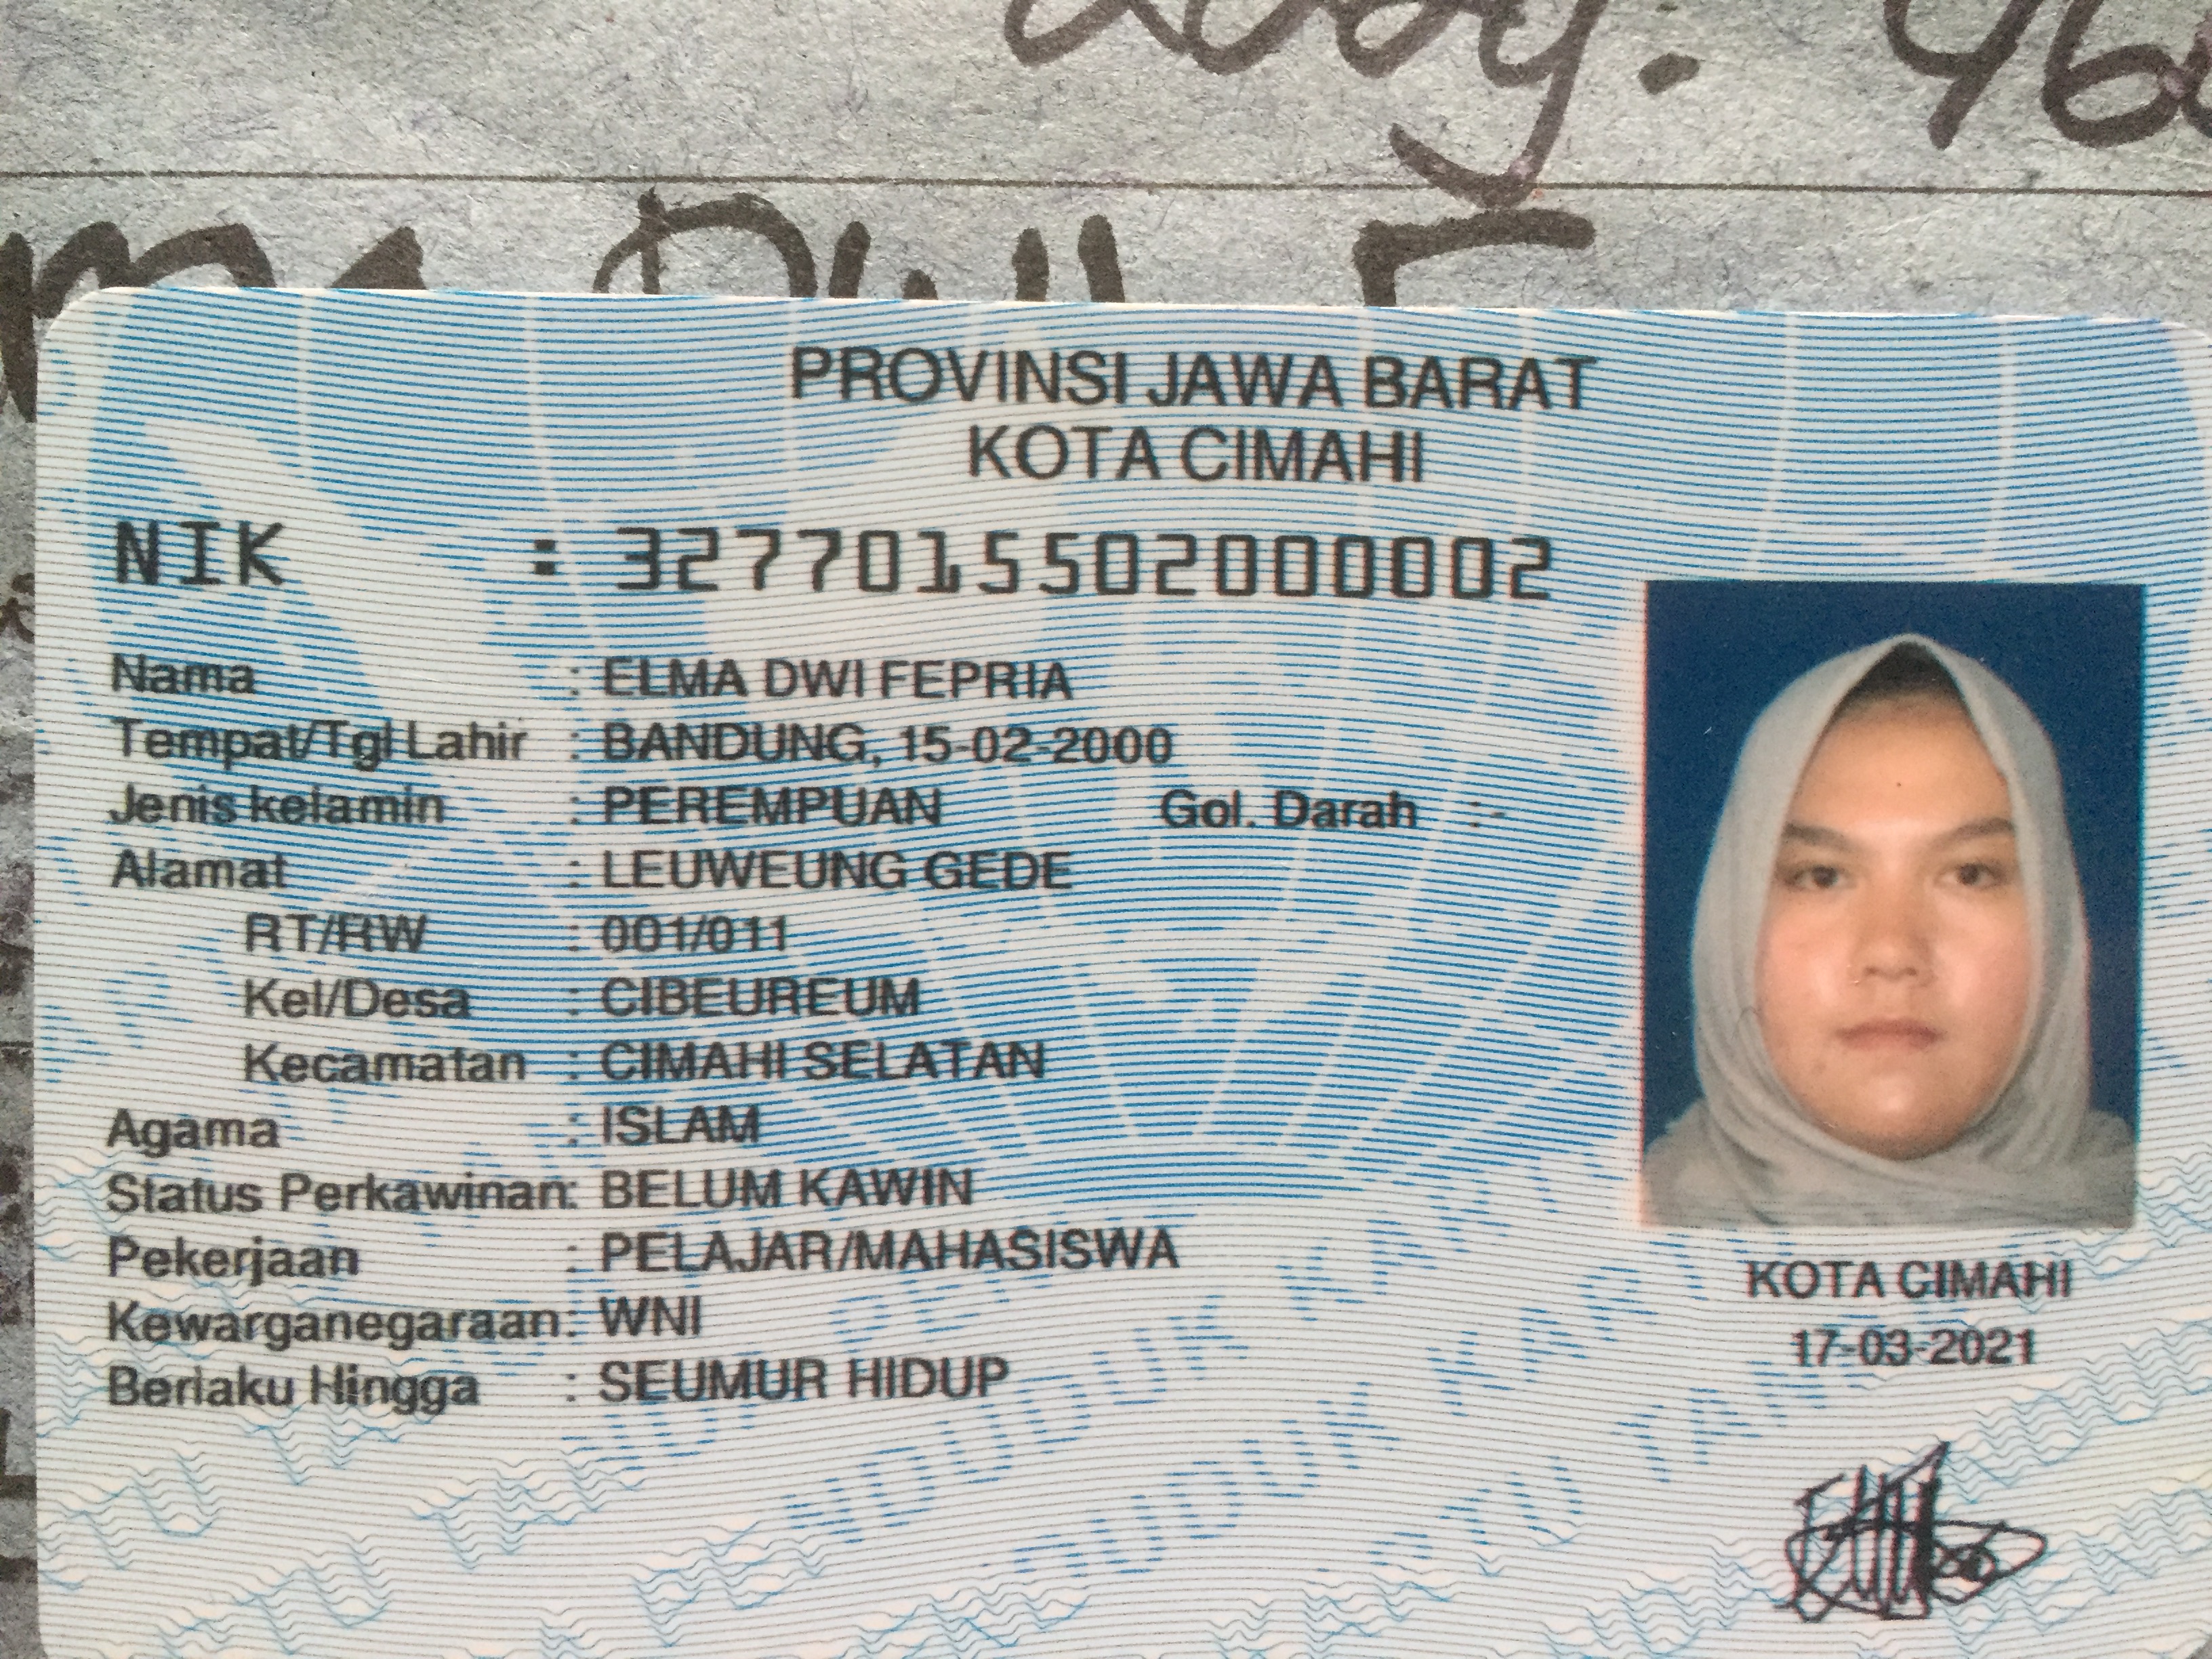 PROVINSI JAWA BARAT
KOTA CIMAHI
NIK : 3277015502000002
Nama : ELMA DWI FEPRIA
Tempat/Tgl Lahir : BANDUNG, 15-02-2000
Jenis kelamin : PEREMPUAN Gol. Darah : -
Alamat : LEUWEUNG GEDE
RT/RW : 001/011
Kel/Desa : CIBEUREUM
Kecamatan : CIMAHI SELATAN
Agama : ISLAM
Status Perkawinan: BELUM KAWIN
Pekerjaan : PELAJAR/MAHASISWA
Kewarganegaraan: WNI
Berlaku Hingga : SEUMUR HIDUP
KOTA CIMAHI
17-03-2021